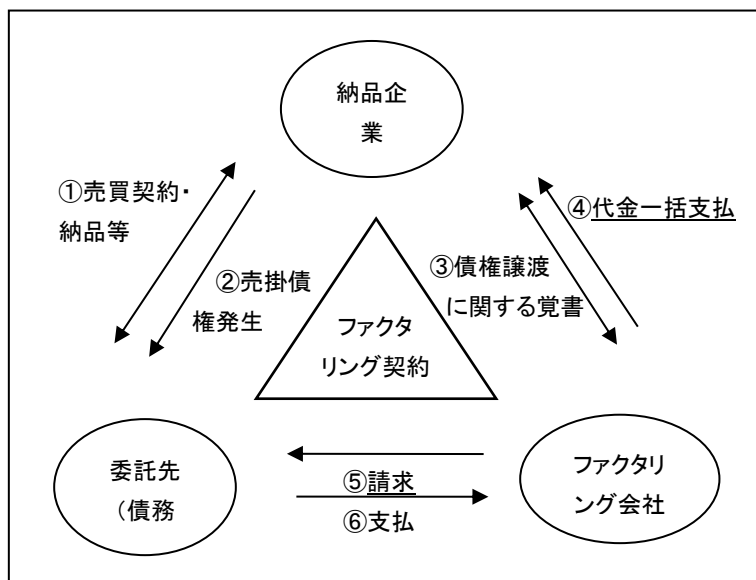 納品企
業
①売買契約・
納品等
④代金一括支払
②売掛債
権発生
③債権譲渡
に関する覚書
ファクタ
リング契約
委託先
（債務
ファクタリ
ング会社
⑤請求
⑥支払